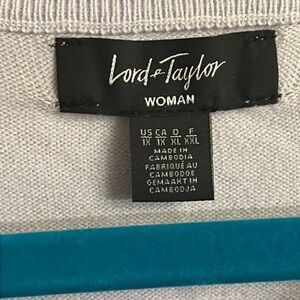 Lord & Taylor
WOMAN
US CA D F
1X 1X XL XXL
MADE IN
CAMBODIA
FABRIQUÉ AU
CAMBODGE
GEMAAKT IN
CAMBODJA